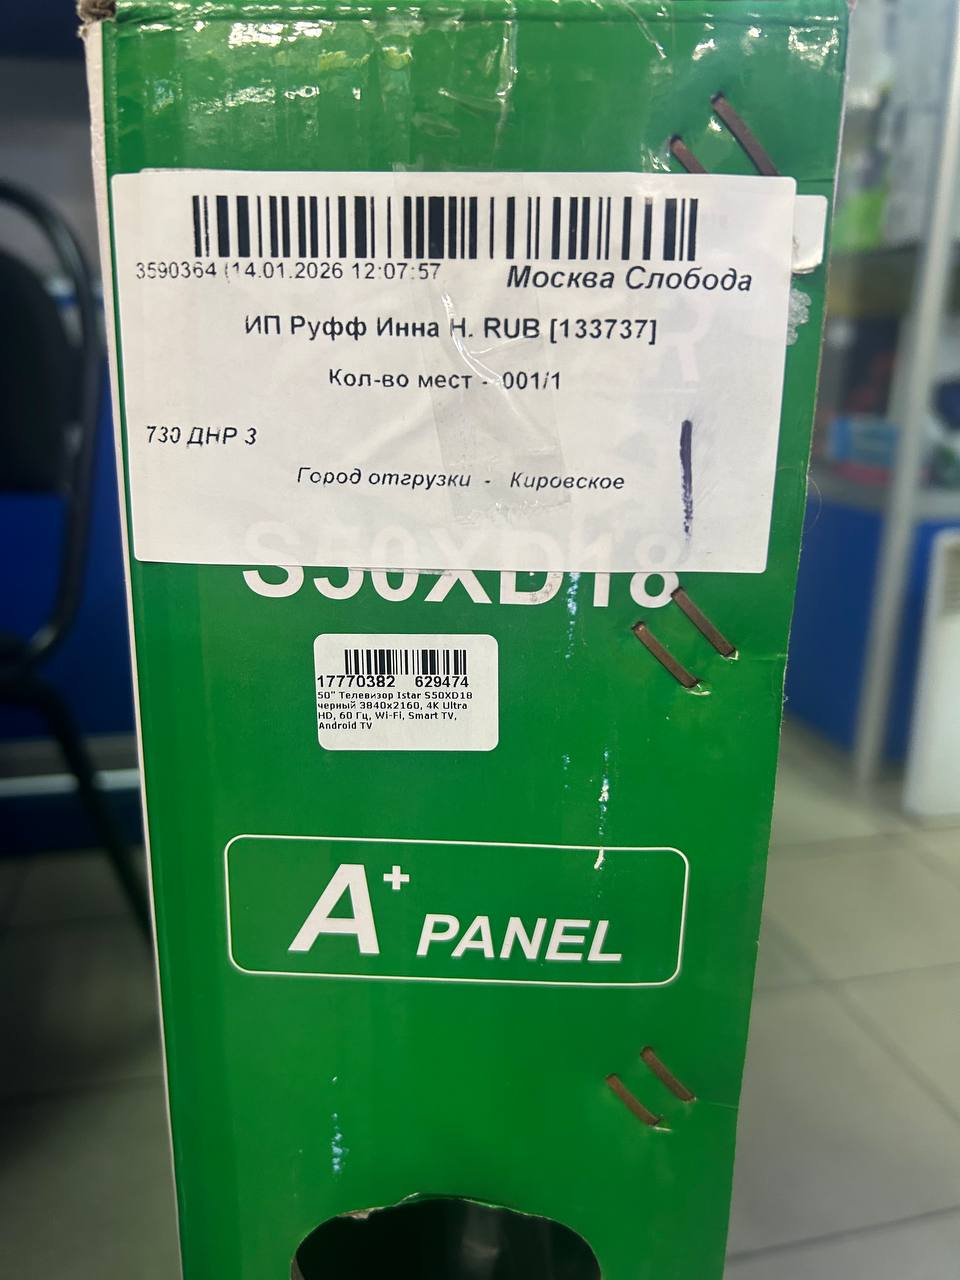 3590364 (14.01.2026 12:07:57
Москва Слобода
ИП Руфф Инна Н. RUB [133737]
Кол-во мест - 001/1
730 ДНР 3
Город отгрузки - Кировское
S50XD18
17770382 629474
50" Телевизор Istar S50XD18
черный 3840x2160, 4K Ultra
HD, 60 Гц, Wi-Fi, Smart TV,
Android TV
A+ PANEL